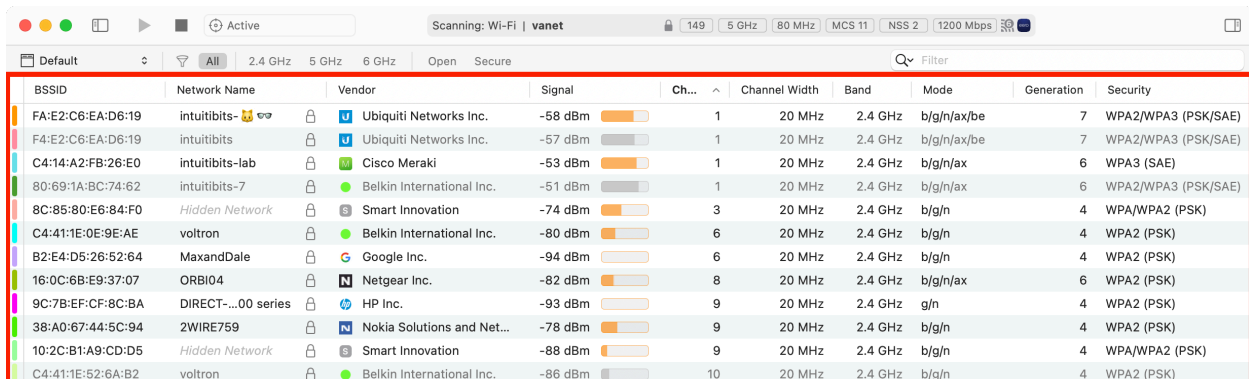 Active Scanning: Wi-Fi | vanet 149 5 GHz 80 MHz MCS 11 NSS 2 1200 Mbps
Default All 2.4 GHz 5 GHz 6 GHz Open Secure Filter
BSSID Network Name Vendor Signal Ch... Channel Width Band Mode Generation Security
FA:E2:C6:EA:D6:19 intuitibits-🐱👓 Ubiquiti Networks Inc. -58 dBm 1 20 MHz 2.4 GHz b/g/n/ax/be 7 WPA2/WPA3 (PSK/SAE)
F4:E2:C6:EA:D6:19 intuitibits Ubiquiti Networks Inc. -57 dBm 1 20 MHz 2.4 GHz b/g/n/ax/be 7 WPA2/WPA3 (PSK/SAE)
C4:14:A2:FB:26:E0 intuitibits-lab Cisco Meraki -53 dBm 1 20 MHz 2.4 GHz b/g/n/ax 6 WPA3 (SAE)
80:69:1A:BC:74:62 intuitibits-7 Belkin International Inc. -51 dBm 1 20 MHz 2.4 GHz b/g/n/ax 6 WPA2/WPA3 (PSK/SAE)
8C:85:80:E6:84:F0 Hidden Network Smart Innovation -74 dBm 3 20 MHz 2.4 GHz b/g/n 4 WPA/WPA2 (PSK)
C4:41:1E:0E:9E:AE voltron Belkin International Inc. -80 dBm 6 20 MHz 2.4 GHz b/g/n 4 WPA2 (PSK)
B2:E4:D5:26:52:64 MaxandDale Google Inc. -94 dBm 6 20 MHz 2.4 GHz b/g/n 4 WPA2 (PSK)
16:0C:6B:E9:37:07 ORBI04 Netgear Inc. -82 dBm 8 20 MHz 2.4 GHz b/g/n/ax 6 WPA2 (PSK)
9C:7B:EF:CF:8C:BA DIRECT-...00 series HP Inc. -93 dBm 9 20 MHz 2.4 GHz g/n 4 WPA2 (PSK)
38:A0:67:44:5C:94 2WIRE759 Nokia Solutions and Net... -78 dBm 9 20 MHz 2.4 GHz b/g/n 4 WPA2 (PSK)
10:2C:B1:A9:CD:D5 Hidden Network Smart Innovation -88 dBm 9 20 MHz 2.4 GHz b/g/n 4 WPA/WPA2 (PSK)
C4:41:1E:52:6A:B2 voltron Belkin International Inc. -86 dBm 10 20 MHz 2.4 GHz b/g/n 4 WPA2 (PSK)